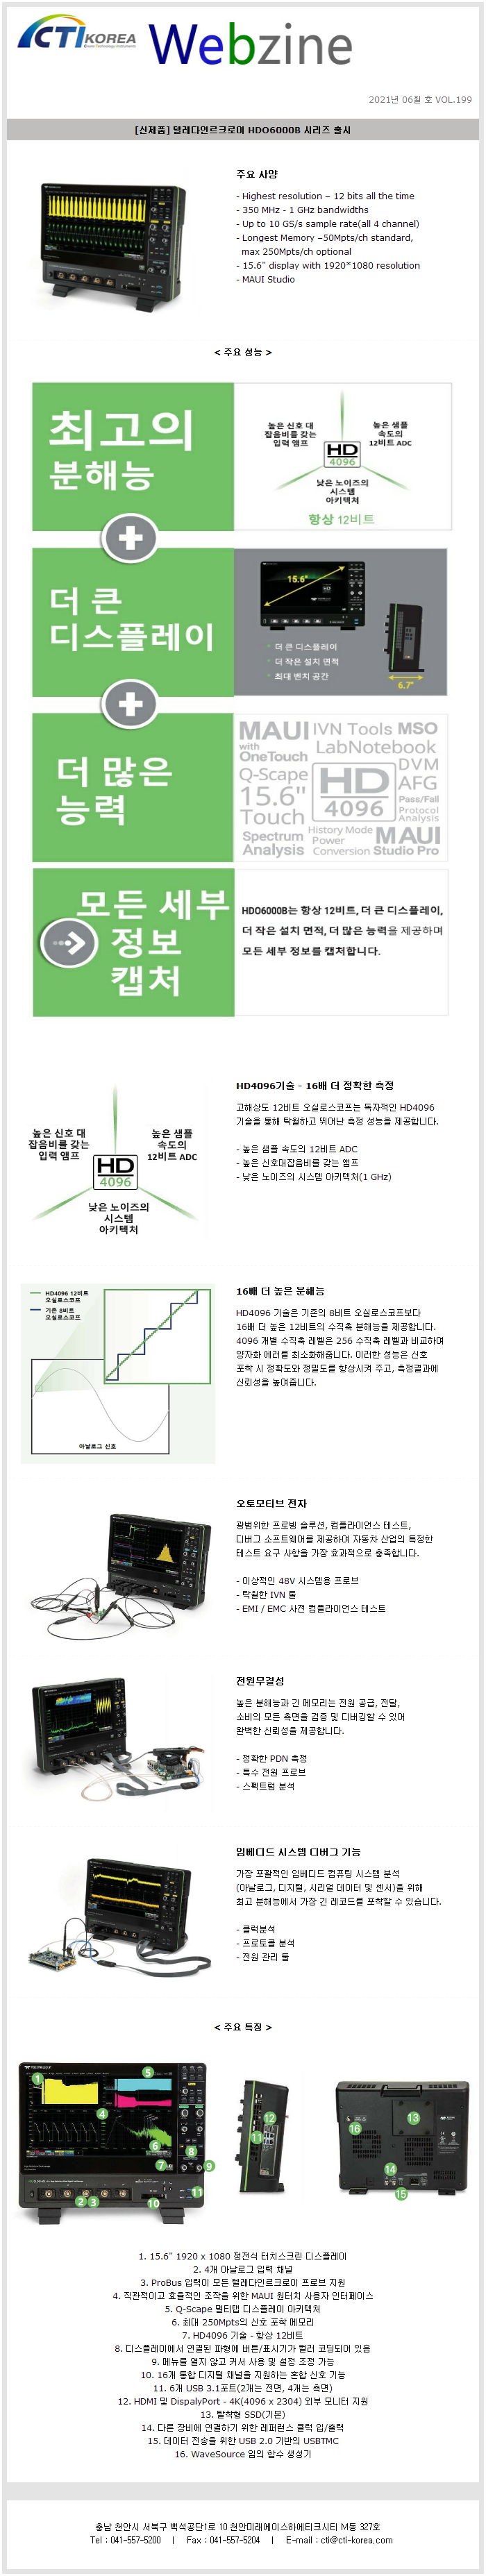 CTI KOREA
Webzine
2021년 06월 호 VOL.199
[신제품] 텔레다인르크로이 HDO6000B 시리즈 출시
주요 사양
- Highest resolution – 12 bits all the time
- 350 MHz - 1 GHz bandwidths
- Up to 10 GS/s sample rate(all 4 channel)
- Longest Memory –50Mpts/ch standard,
max 250Mpts/ch optional
- 15.6" display with 1920*1080 resolution
- MAUI Studio
< 주요 성능 >
최고의
분해능
높은 신호 대
잡음비를 갖는
입력 앰프
높은 샘플
속도의
12비트 ADC
HD
4096
낮은 노이즈의
시스템
아키텍처
항상 12비트
더 큰
디스플레이
15.6"
• 더 큰 디스플레이
• 더 작은 설치 면적
• 최대 벤치 공간
6.7"
더 많은
능력
MAUI
with
OneTouch
IVN Tools
MSO
LabNotebook
Q-Scape
DVM
AFG
HD
4096
15.6"
Touch
Pass/Fail
Protocol
Analysis
Spectrum
Analysis
History Mode
Power
Conversion
MAUI
Studio Pro
모든 세부
정보
캡처
HDO6000B는 항상 12비트, 더 큰 디스플레이,
더 작은 설치 면적, 더 많은 능력을 제공하며
모든 세부 정보를 캡처합니다.
HD4096기술 - 16배 더 정확한 측정
고해상도 12비트 오실로스코프는 독자적인 HD4096
기술을 통해 탁월하고 뛰어난 측정 성능을 제공합니다.
- 높은 샘플 속도의 12비트 ADC
- 높은 신호대잡음비를 갖는 앰프
- 낮은 노이즈의 시스템 아키텍처(1 GHz)
높은 신호 대
잡음비를 갖는
입력 앰프
높은 샘플
속도의
12비트 ADC
HD
4096
낮은 노이즈의
시스템
아키텍처
16배 더 높은 분해능
HD4096 기술은 기존의 8비트 오실로스코프보다
16배 더 높은 12비트의 수직축 분해능를 제공합니다.
4096 개별 수직축 레벨은 256 수직축 레벨과 비교하여
양자화 에러를 최소화해줍니다. 이러한 성능은 신호
포착 시 정확도와 정밀도를 향상시켜 주고, 측정결과에
신뢰성을 높여줍니다.
HD4096 12비트
오실로스코프
기존 8비트
오실로스코프
아날로그 신호
오토모티브 전자
광범위한 프로빙 솔루션, 컴플라이언스 테스트,
디버그 소프트웨어를 제공하여 자동차 산업의 특정한
테스트 요구 사항을 가장 효과적으로 충족합니다.
- 이상적인 48V 시스템용 프로브
- 탁월한 IVN 툴
- EMI / EMC 사전 컴플라이언스 테스트
전원무결성
높은 분해능과 긴 메모리는 전원 공급, 전달,
소비의 모든 측면을 검증 및 디버깅할 수 있어
완벽한 신뢰성을 제공합니다.
- 정확한 PDN 측정
- 특수 전원 프로브
- 스펙트럼 분석
임베디드 시스템 디버그 기능
가장 포괄적인 임베디드 컴퓨팅 시스템 분석
(아날로그, 디지털, 시리얼 데이터 및 센서)을 위해
최고 분해능에서 가장 긴 레코드를 포착할 수 있습니다.
- 클럭분석
- 프로토콜 분석
- 전원 관리 툴
< 주요 특징 >
1
5
4
6
7
8
9
2
3
10
11
12
11
16
13
14
15
1. 15.6" 1920 x 1080 정전식 터치스크린 디스플레이
2. 4개 아날로그 입력 채널
3. ProBus 입력이 모든 텔레다인르크로이 프로브 지원
4. 직관적이고 효율적인 조작을 위한 MAUI 원터치 사용자 인터페이스
5. Q-Scape 멀티탭 디스플레이 아키텍처
6. 최대 250Mpts의 신호 포착 메모리
7. HD4096 기술 - 항상 12비트
8. 디스플레이에서 연결된 파형에 버튼/표시기가 컬러 코딩되어 있음
9. 메뉴를 열지 않고 커서 사용 및 설정 조정 가능
10. 16개 통합 디지털 채널을 지원하는 혼합 신호 기능
11. 6개 USB 3.1포트(2개는 전면, 4개는 측면)
12. HDMI 및 DispalyPort - 4K(4096 x 2304) 외부 모니터 지원
13. 탈착형 SSD(기본)
14. 다른 장비에 연결하기 위한 레퍼런스 클럭 입/출력
15. 데이터 전송을 위한 USB 2.0 기반의 USBTMC
16. WaveSource 임의 함수 생성기
충남 천안시 서북구 백석공단1로 10 천안미래에이스하이테크시티 M동 327호
Tel : 041-557-5200 | Fax : 041-557-5204 | E-mail : cti@cti-korea.com